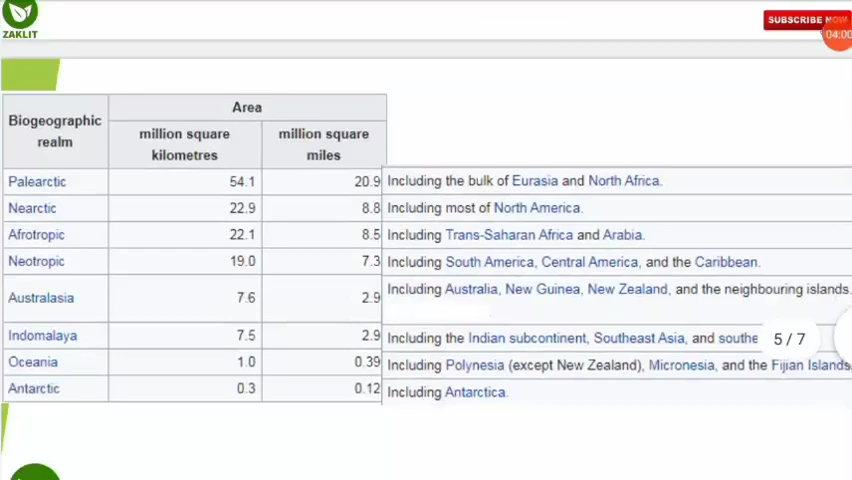 ZAKLIT
SUBSCRIBE NOW
04:00
Biogeographic realm
Area
million square kilometres
million square miles
Palearctic 54.1 20.9 Including the bulk of Eurasia and North Africa.
Nearctic 22.9 8.8 Including most of North America.
Afrotropic 22.1 8.5 Including Trans-Saharan Africa and Arabia.
Neotropic 19.0 7.3 Including South America, Central America, and the Caribbean.
Australasia 7.6 2.9 Including Australia, New Guinea, New Zealand, and the neighbouring islands.
Indomalaya 7.5 2.9 Including the Indian subcontinent, Southeast Asia, and southe
5 / 7
Oceania 1.0 0.39 Including Polynesia (except New Zealand), Micronesia, and the Fijian Islands
Antarctic 0.3 0.12 Including Antarctica.